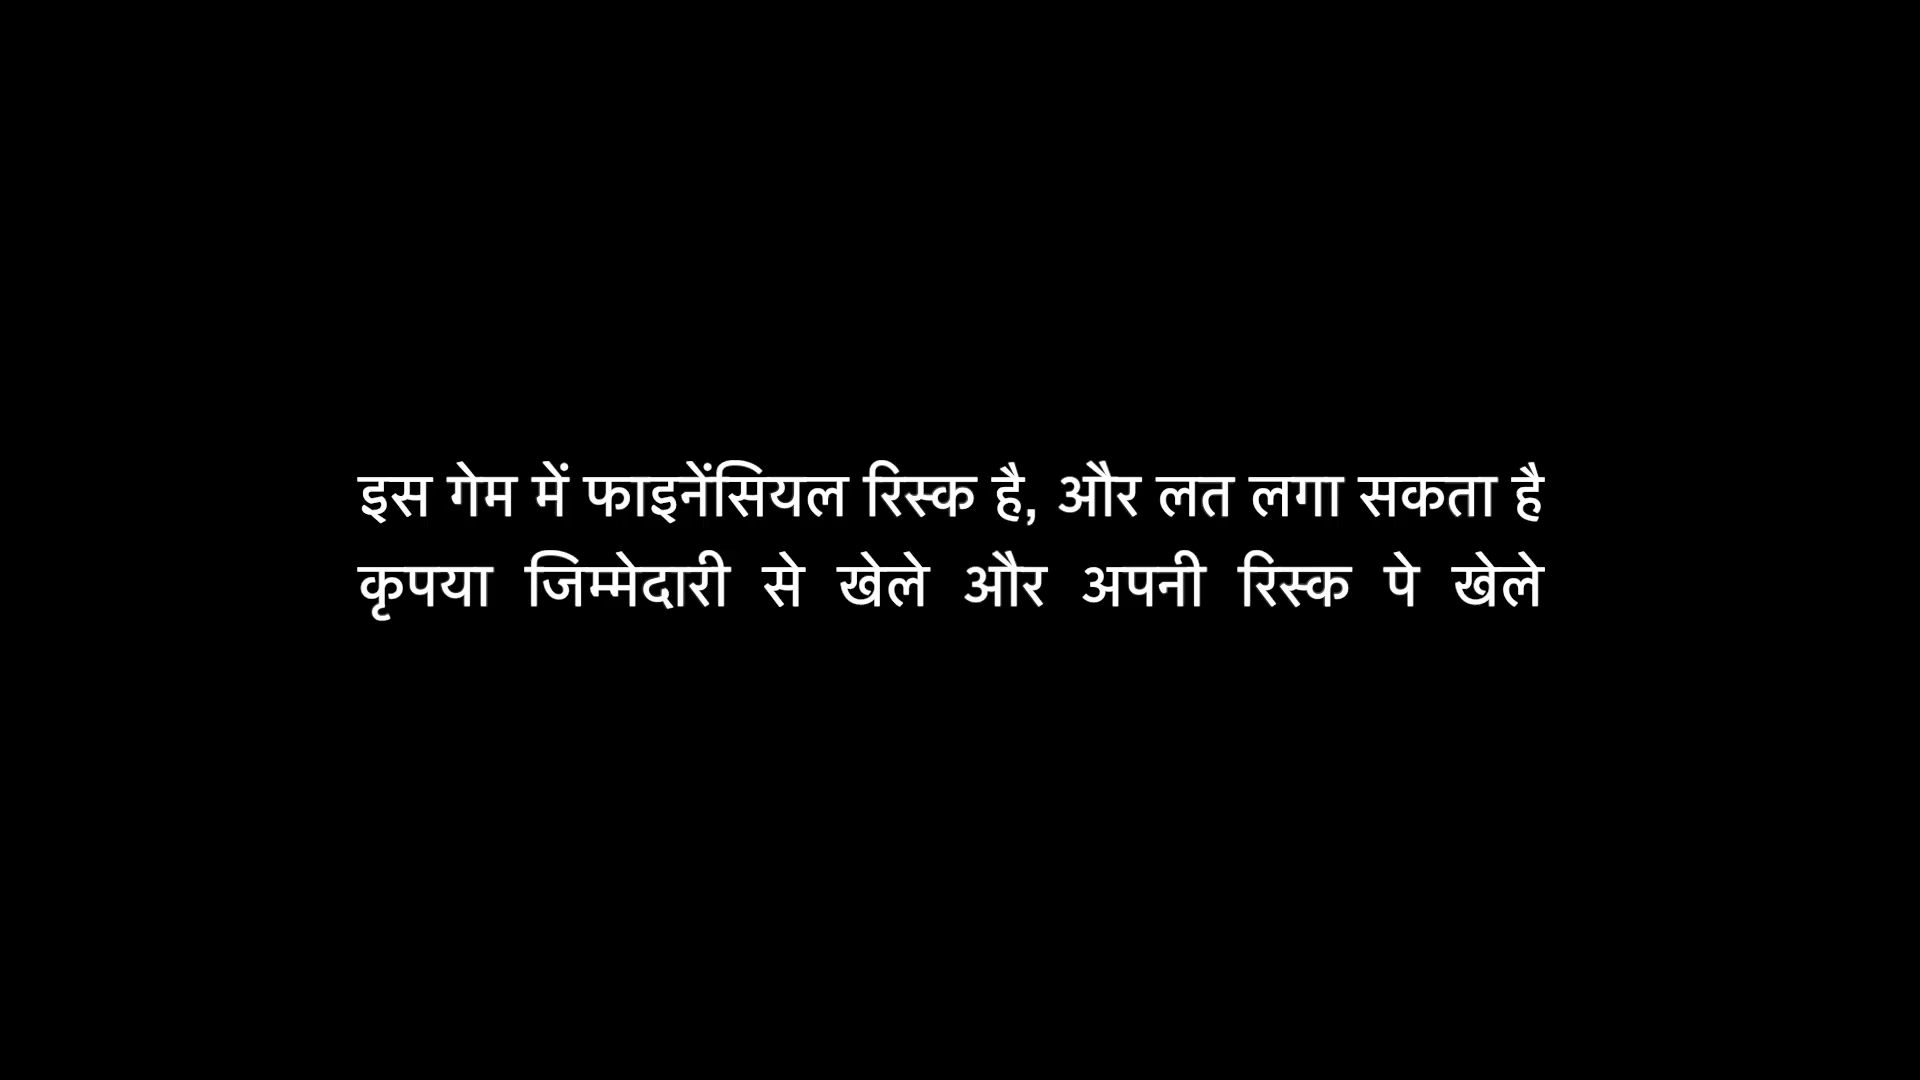 इस गेम में फाइनेंसियल रिस्क है, और लत लगा सकता है
कृपया जिम्मेदारी से खेले और अपनी रिस्क पे खेले